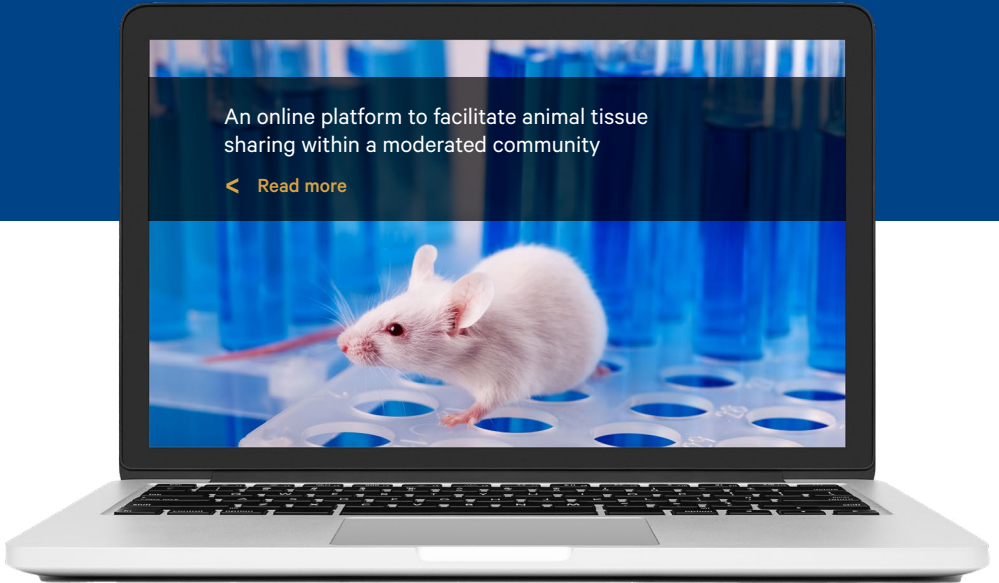 An online platform to facilitate animal tissue
sharing within a moderated community
< Read more